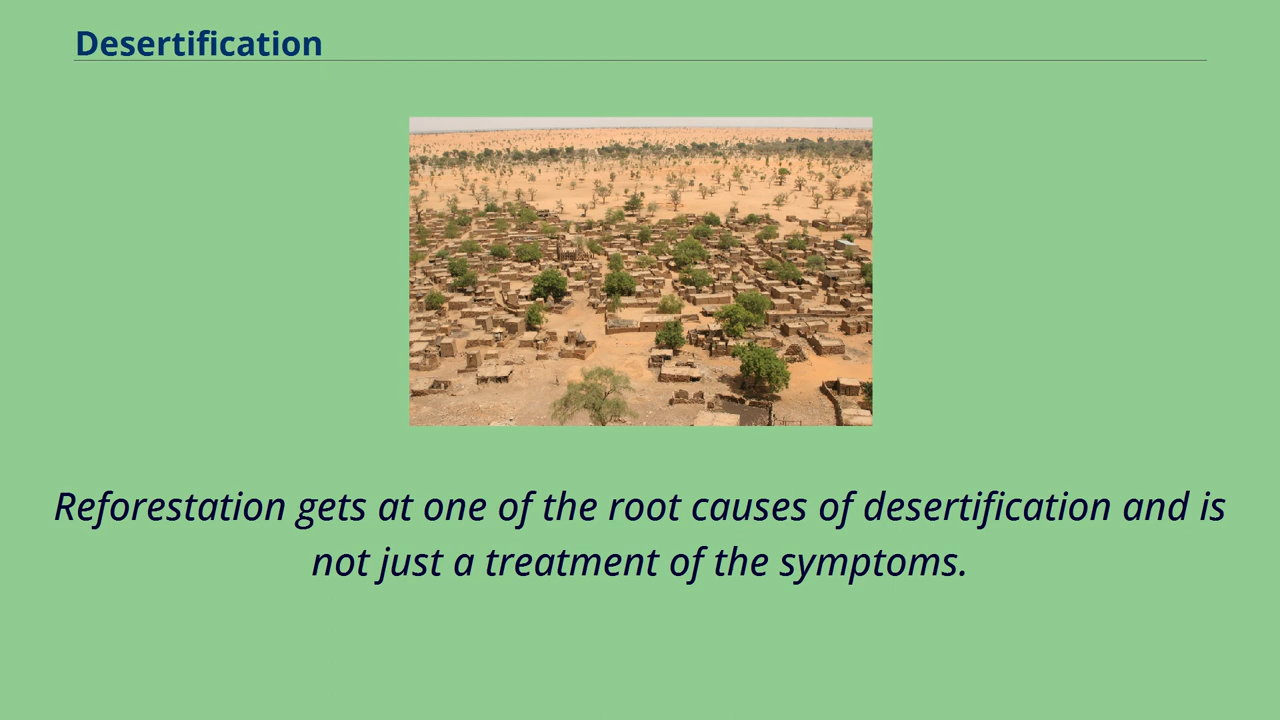 Desertification
Reforestation gets at one of the root causes of desertification and is
not just a treatment of the symptoms.